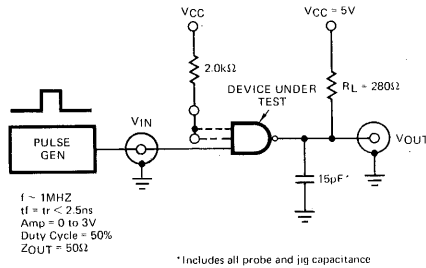 VCC
VCC = 5V
2.0kΩ
DEVICE UNDER
TEST
RL = 280Ω
VIN
VOUT
PULSE
GEN
15pF*
f ~ 1MHZ
tf = tr < 2.5ns
Amp = 0 to 3V
Duty Cycle = 50%
ZOUT = 50Ω
*Includes all probe and jig capacitance